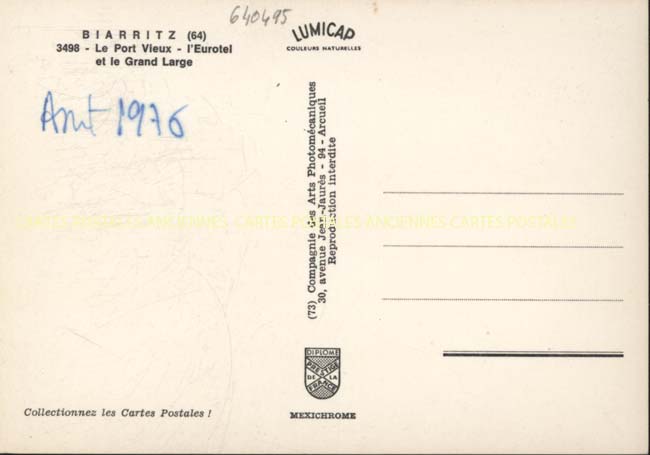 640495
BIARRITZ (64)
3498 - Le Port Vieux - l'Eurotel
et le Grand Large
LUMICAP
COULEURS NATURELLES
Août 1976
(73) Compagnie des Arts Photomécaniques
30, avenue Jean-Jaurès - 94 - Arcueil
Reproduction interdite
CARTES POSTALES ANCIENNES CARTES POSTALES ANCIENNES CARTES POSTALES
DIPLOME
PRESTIGE
DE LA
FRANCE
Collectionnez les Cartes Postales !
MEXICHROME